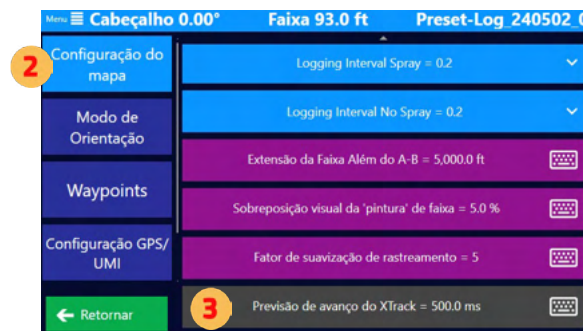 Menu Cabeçalho 0.00° Faixa 93.0 ft Preset-Log_240502_
2
Configuração do
mapa
Logging Interval Spray = 0.2
Modo de
Orientação
Logging Interval No Spray = 0.2
Extensão da Faixa Além do A-B = 5,000.0 ft
Waypoints
Sobreposição visual da 'pintura' de faixa = 5.0 %
Configuração GPS/
UMI
Fator de suavização de rastreamento = 5
Retornar
3
Previsão de avanço do XTrack = 500.0 ms